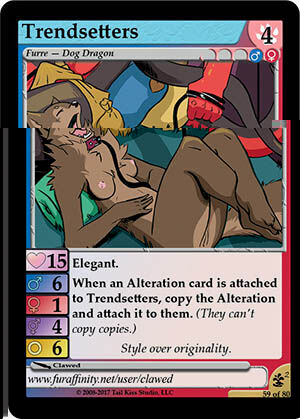 Trendsetters
4
Furre – Dog Dragon
15 Elegant.
6 When an Alteration card is attached
1 to Trendsetters, copy the Alteration
and attach it to them. (They can't
4 copy copies.)
6 Style over originality.
Clawed
www.furaffinity.net/user/clawed
2
59 of 80
© 2008-2017 Tail Kiss Studio, LLC